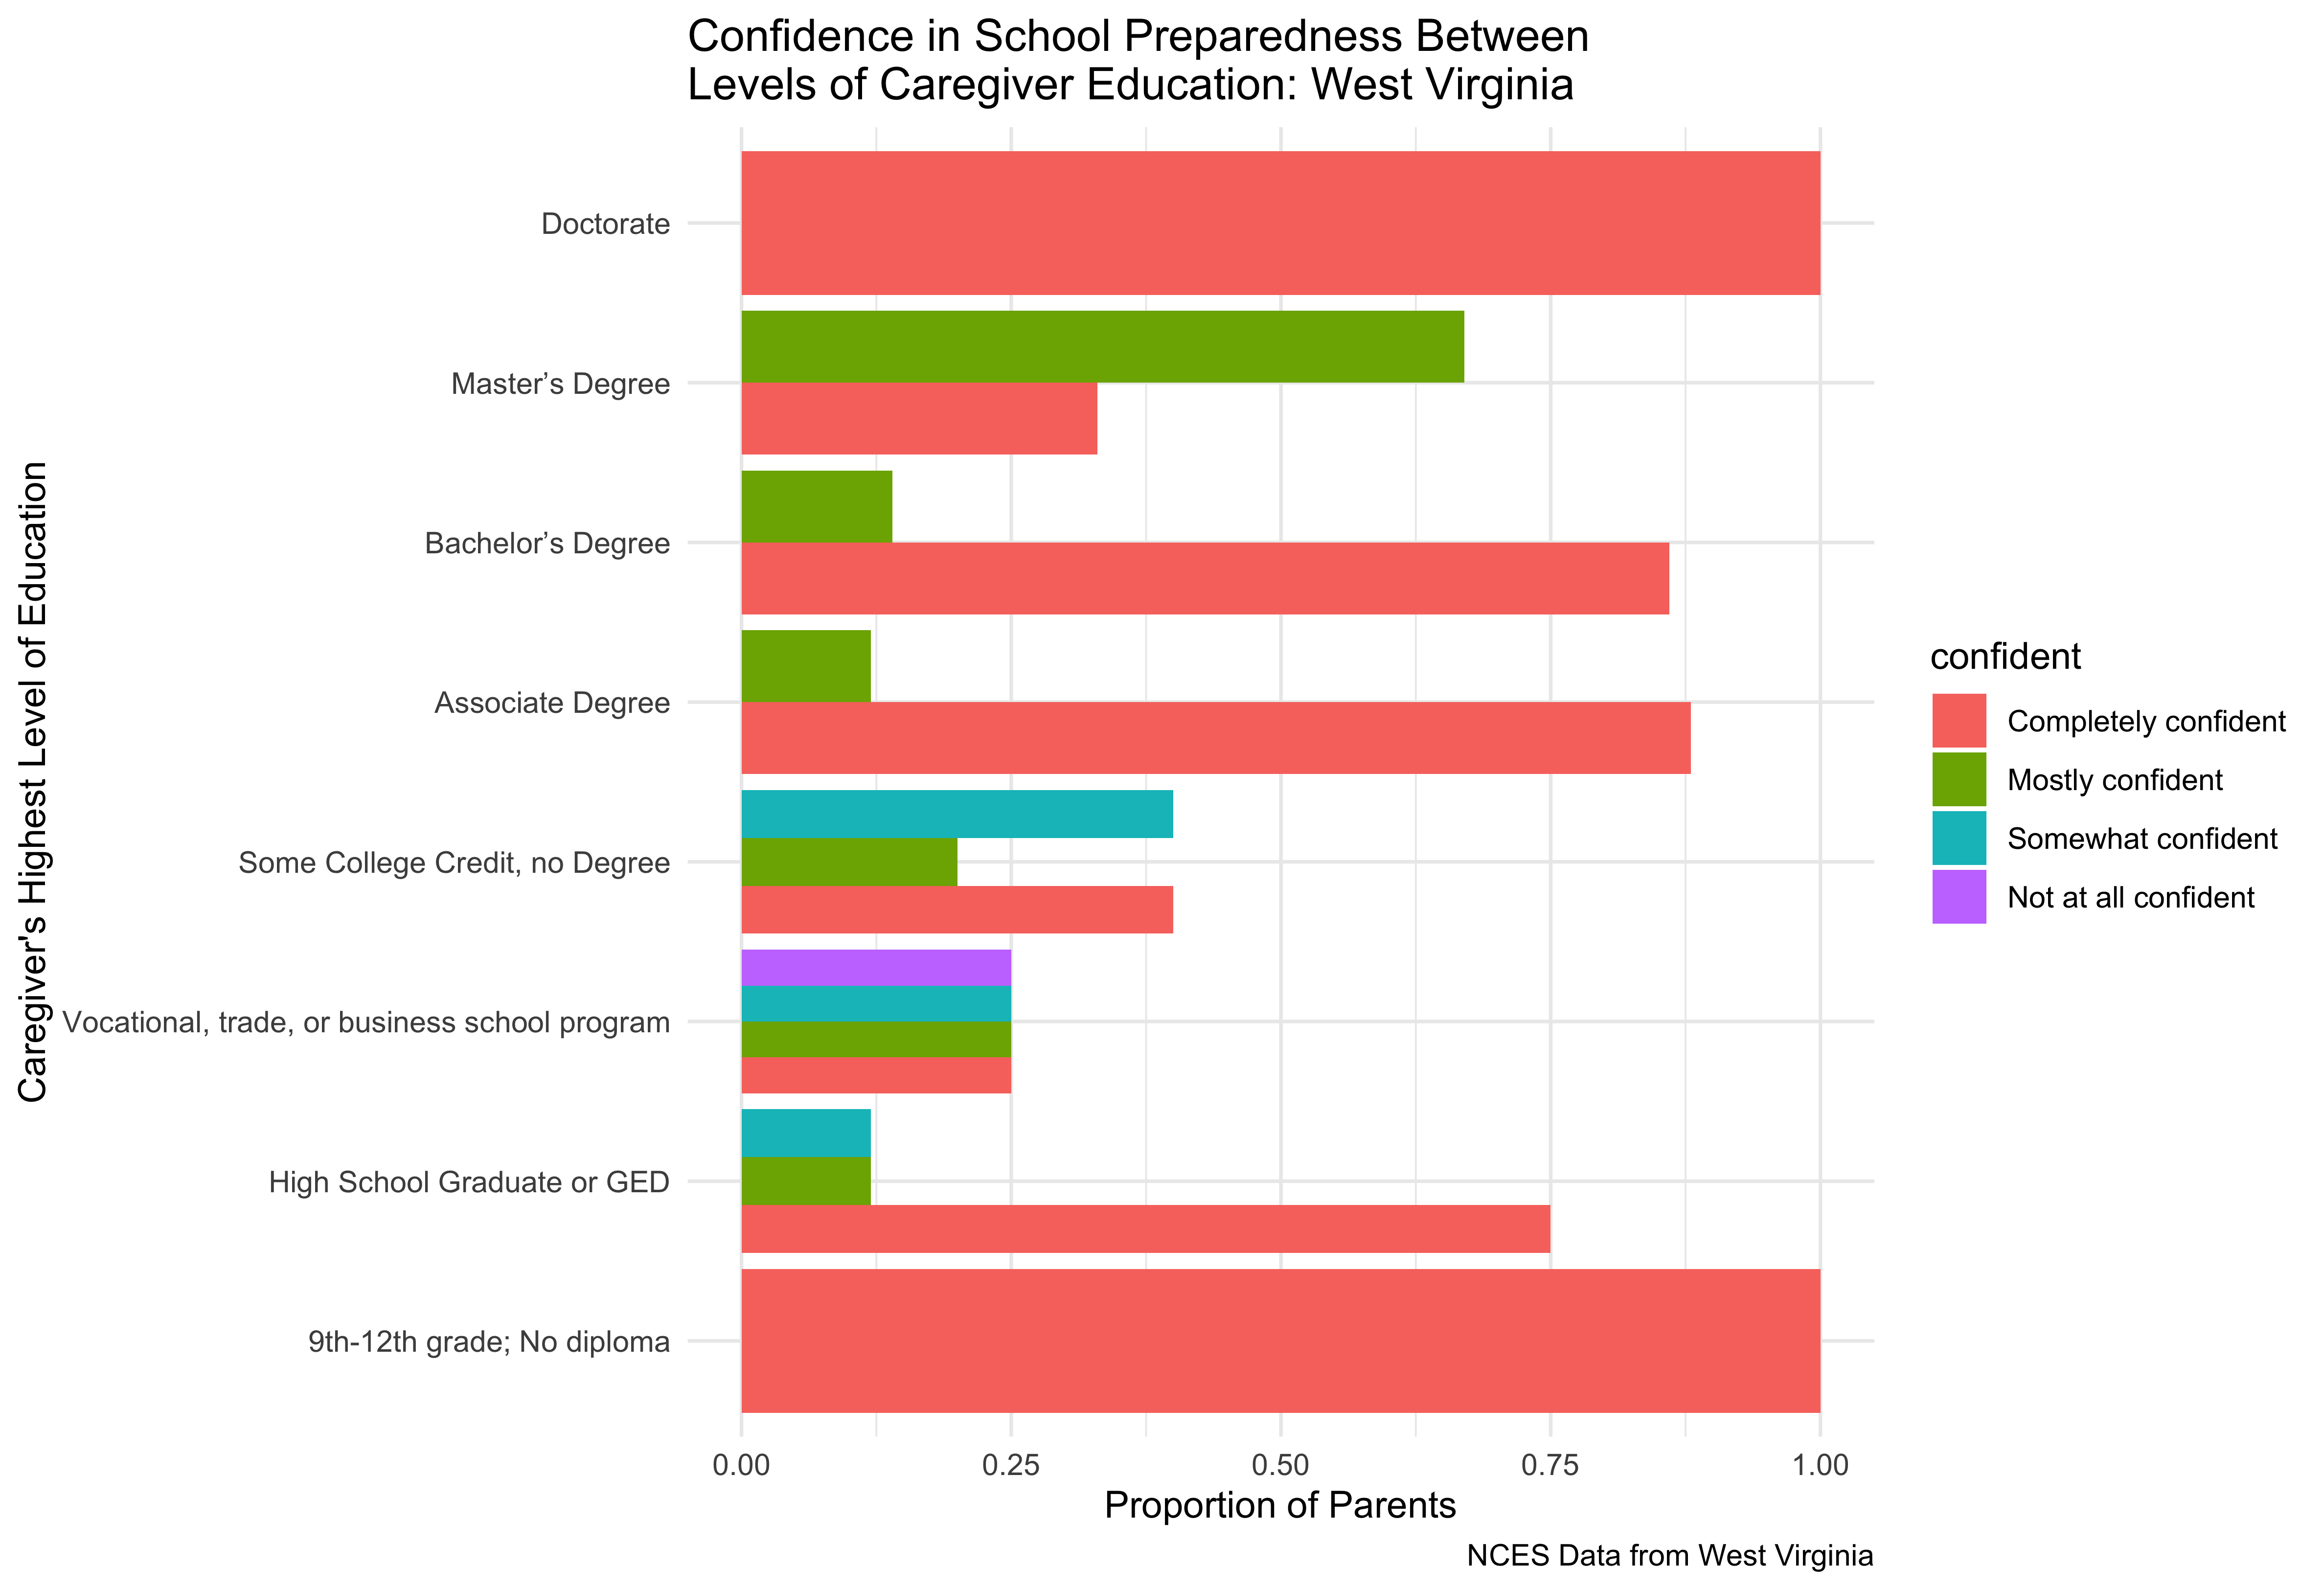 Confidence in School Preparedness Between
Levels of Caregiver Education: West Virginia
Caregiver's Highest Level of Education
Doctorate
Master’s Degree
Bachelor’s Degree
Associate Degree
Some College Credit, no Degree
Vocational, trade, or business school program
High School Graduate or GED
9th-12th grade; No diploma
0.00
0.25
0.50
0.75
1.00
Proportion of Parents
confident
Completely confident
Mostly confident
Somewhat confident
Not at all confident
NCES Data from West Virginia